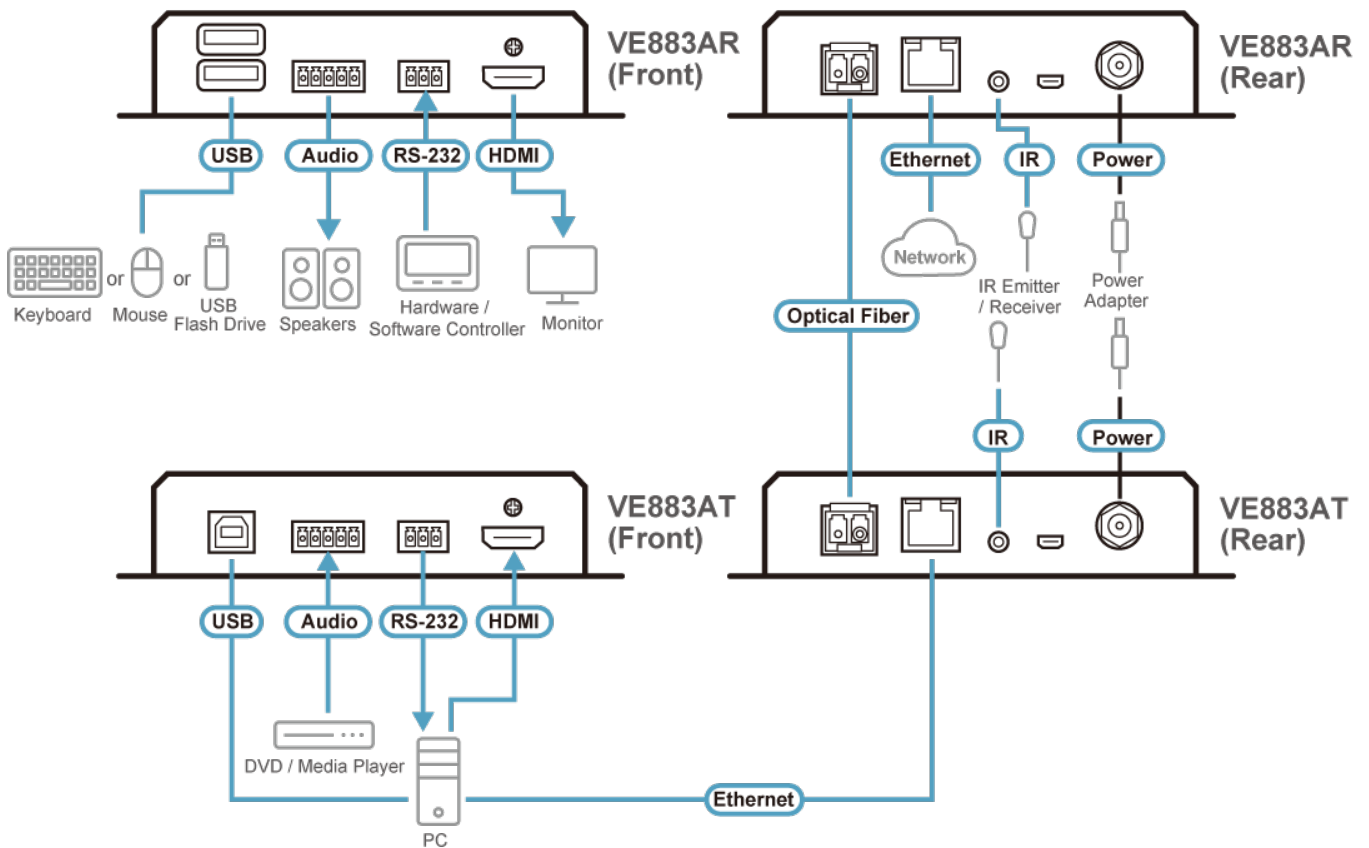 VE883AR
(Front)
USB
Audio
RS-232
HDMI
Keyboard
or
Mouse
or
USB
Flash Drive
Speakers
Hardware /
Software Controller
Monitor
VE883AR
(Rear)
Ethernet
IR
Power
Network
Optical Fiber
IR Emitter
/ Receiver
Power
Adapter
IR
Power
VE883AT
(Front)
USB
Audio
RS-232
HDMI
DVD / Media Player
PC
VE883AT
(Rear)
Ethernet